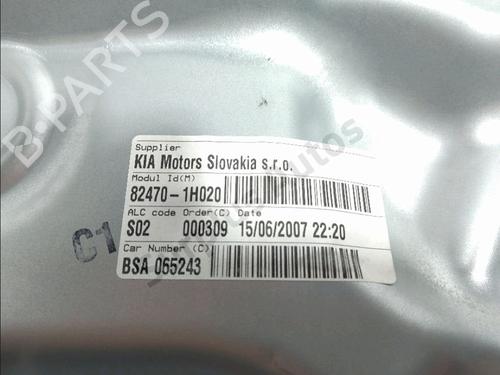 B-PARTS
Supplier
KIA Motors Slovakia s.r.o.
Modul Id(M)
82470-1H020
ALC code Order(C) Date
S02 000309 15/06/2007 22:20
Car Number (C)
BSA 065243
C1